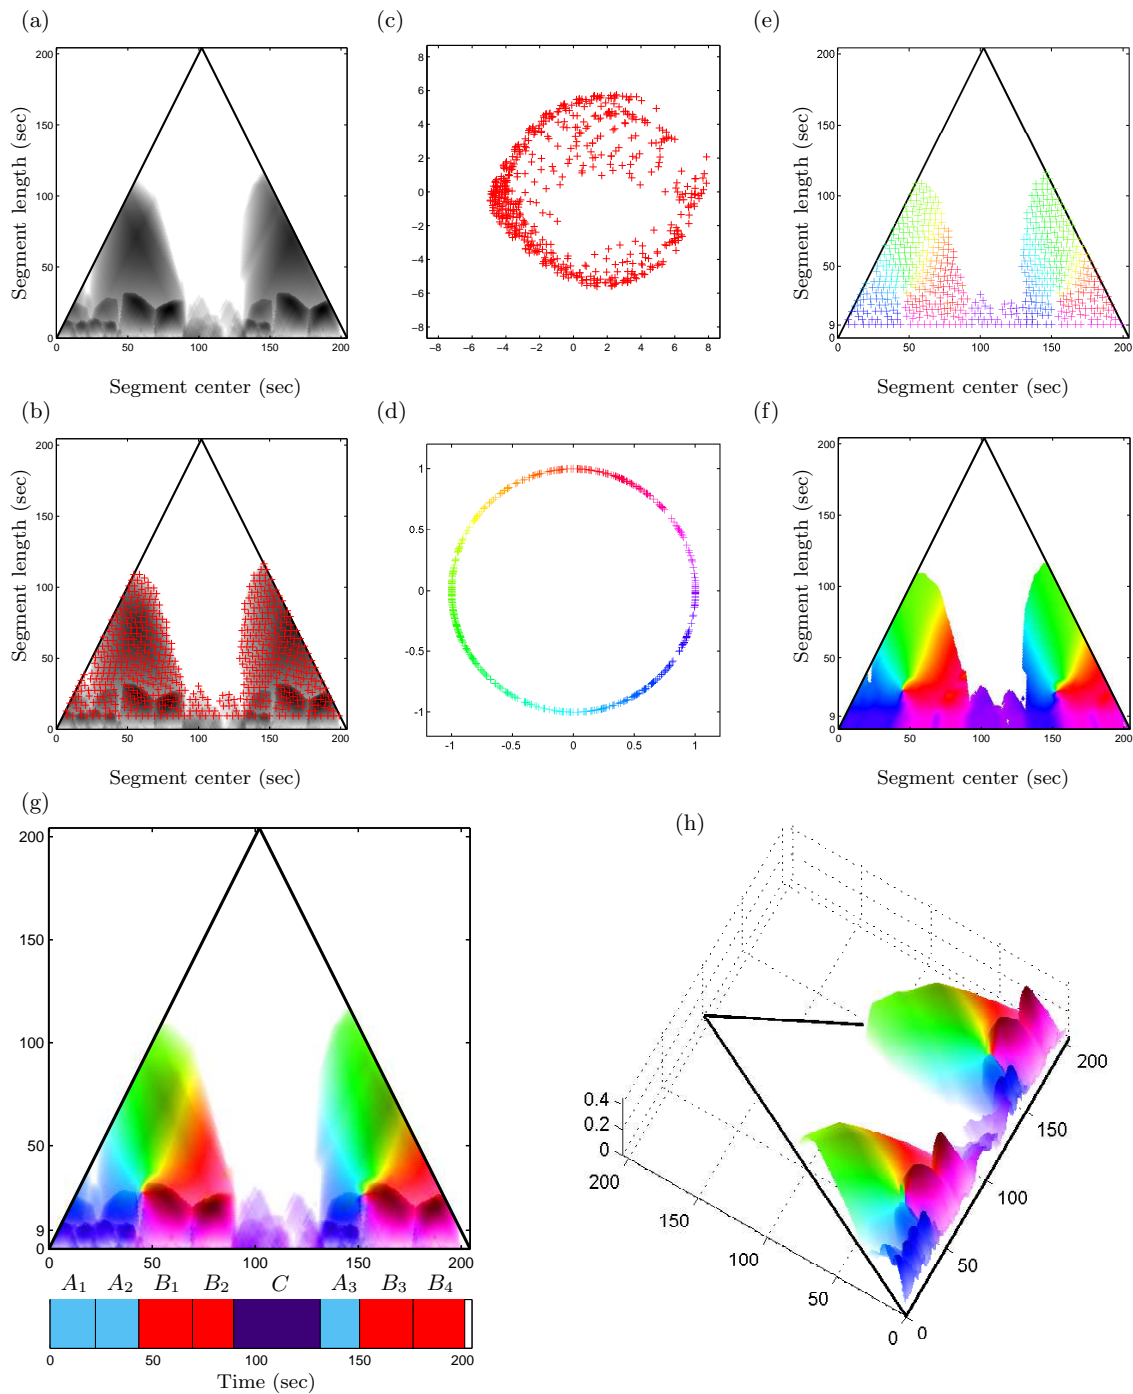 (a)
Segment length (sec)
200
150
100
50
0
0 50 100 150 200
Segment center (sec)
(c)
8
6
4
2
0
−2
−4
−6
−8
−8 −6 −4 −2 0 2 4 6 8
(e)
Segment length (sec)
200
150
100
50
9
0
0 50 100 150 200
Segment center (sec)
(b)
Segment length (sec)
200
150
100
50
0
0 50 100 150 200
Segment center (sec)
(d)
1
0.5
0
−0.5
−1
-1 -0.5 0 0.5 1
(f)
Segment length (sec)
200
150
100
50
9
0
0 50 100 150 200
Segment center (sec)
(g)
200
150
100
50
9
0
0 50 100 150 200
A1 A2 B1 B2 C A3 B3 B4
0 50 100 150 200
Time (sec)
(h)
0.4
0.2
0
200
150
100
50
0
0
50
100
150
200